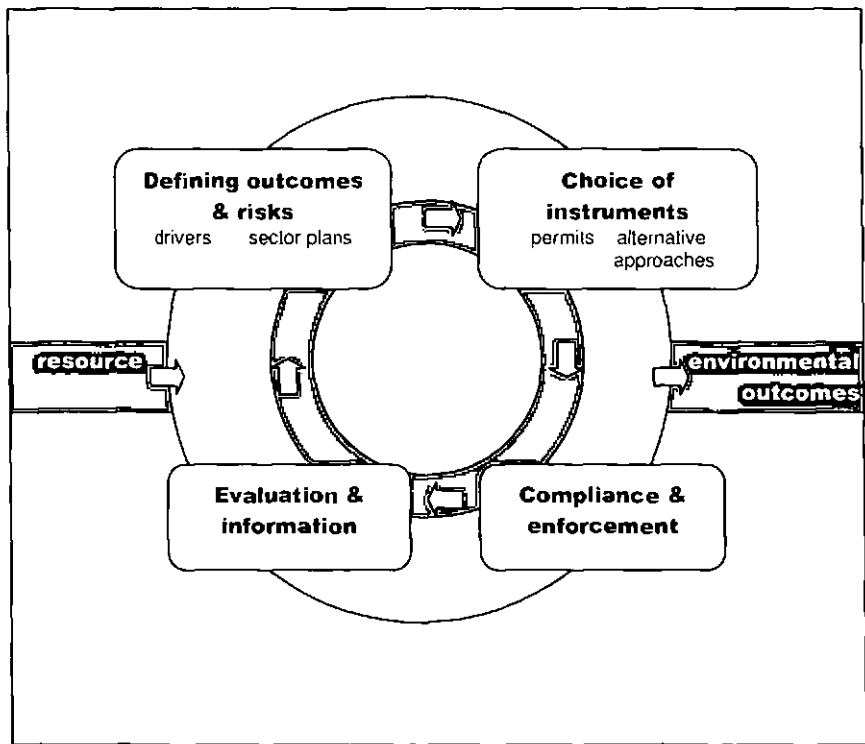 Defining outcomes
& risks
drivers sector plans
Choice of
instruments
permits alternative
approaches
resource
environmental
outcomes
Evaluation &
information
Compliance &
enforcement